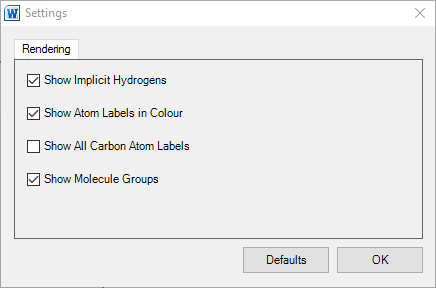 Settings
Rendering
Show Implicit Hydrogens
Show Atom Labels in Colour
Show All Carbon Atom Labels
Show Molecule Groups
Defaults OK